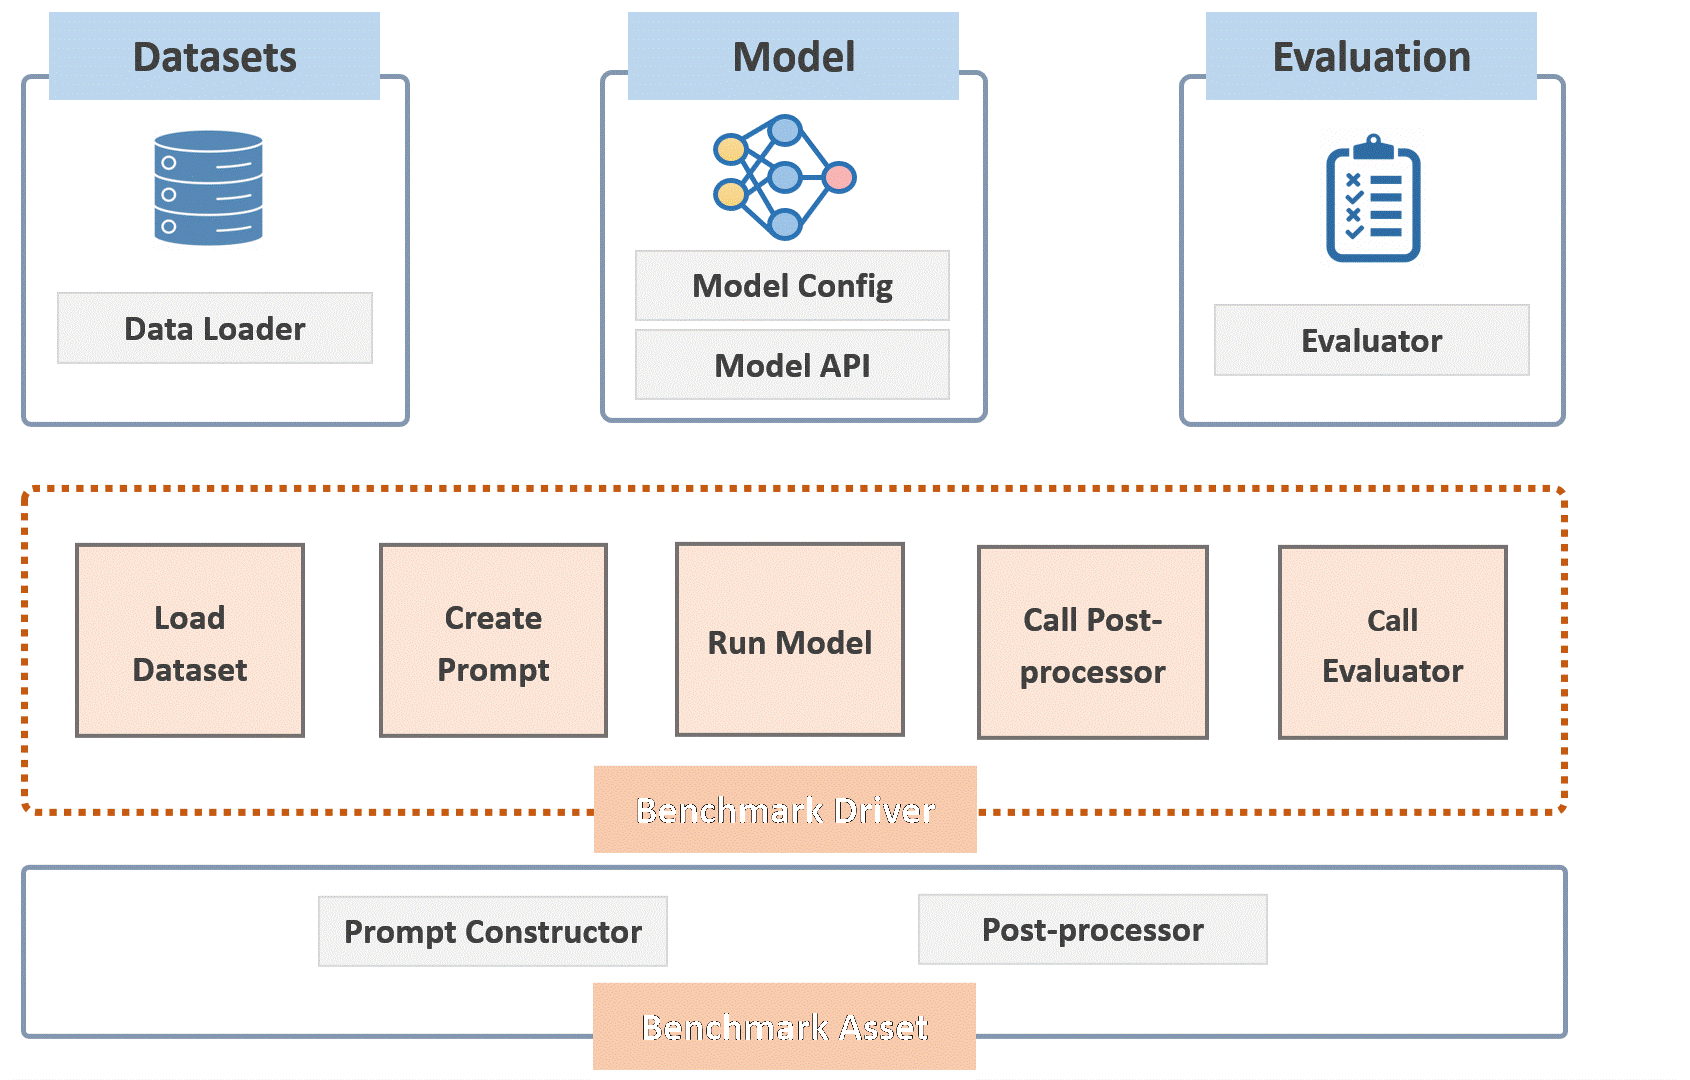 Datasets
Model
Evaluation
Model Config
Data Loader
Model API
Evaluator
Load
Dataset
Create
Prompt
Run Model
Call Post-
processor
Call
Evaluator
Benchmark Driver
Prompt Constructor
Post-processor
Benchmark Asset